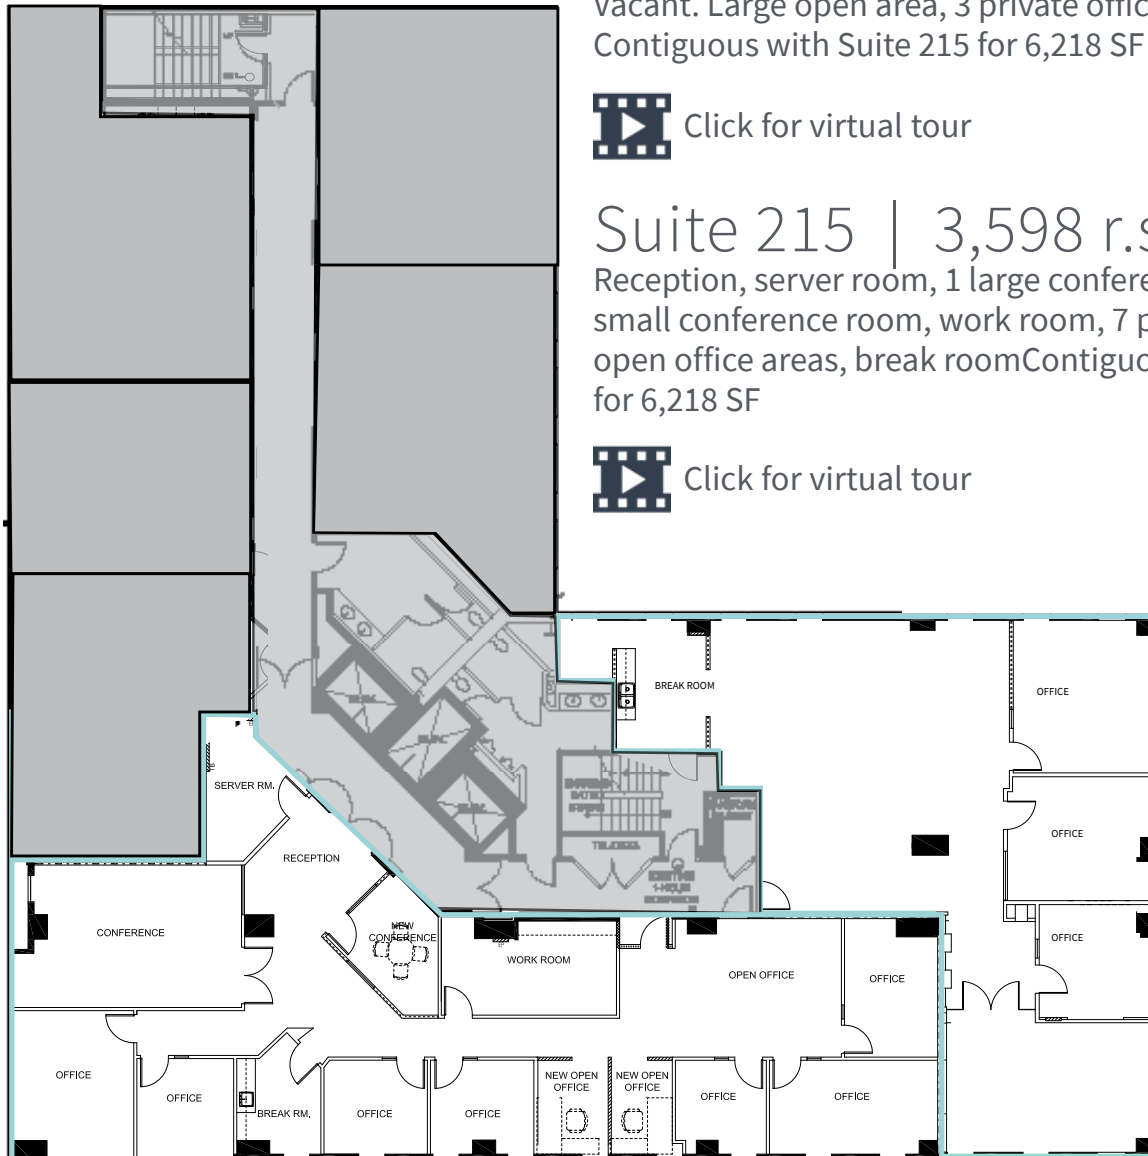 Vacant. Large open area, 3 private offic
Contiguous with Suite 215 for 6,218 SF
Click for virtual tour
Suite 215 | 3,598 r.s
Reception, server room, 1 large confere
small conference room, work room, 7 p
open office areas, break roomContiguo
for 6,218 SF
Click for virtual tour
BREAK ROOM
OFFICE
SERVER RM.
OFFICE
RECEPTION
CONFERENCE
NEW
CONFERENCE
WORK ROOM
OPEN OFFICE
OFFICE
OFFICE
OFFICE
OFFICE
BREAK RM.
OFFICE
OFFICE
NEW OPEN
OFFICE
NEW OPEN
OFFICE
OFFICE
OFFICE